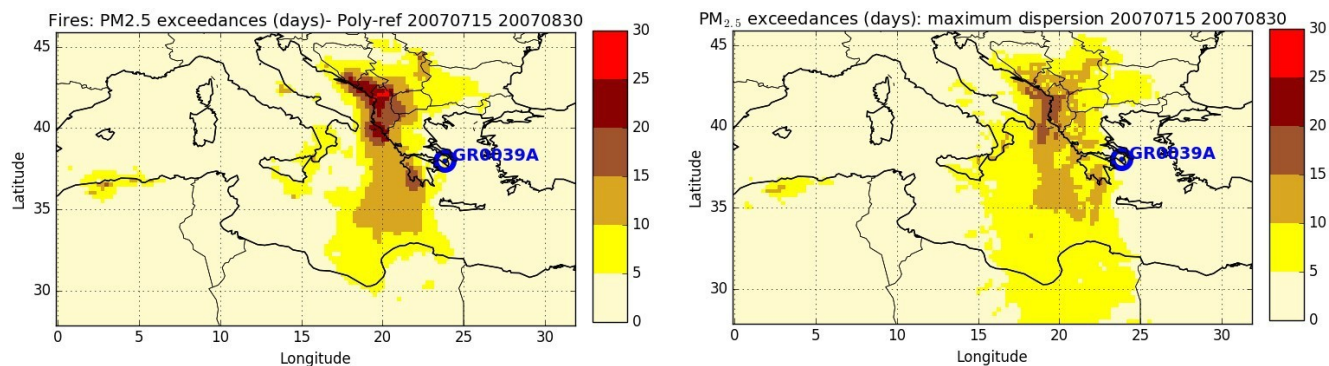 Fires: PM2.5 exceedances (days)- Poly-ref 20070715 20070830
45
40
35
30
Latitude
0 5 10 15 20 25 30
Longitude
GR0039A
30
25
20
15
10
5
0
PM2.5 exceedances (days): maximum dispersion 20070715 20070830
45
40
35
30
Latitude
0 5 10 15 20 25 30
Longitude
GR0039A
30
25
20
15
10
5
0